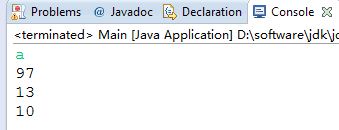 Problems @ Javadoc Declaration Console
<terminated> Main [Java Application] D:\software\jdk\
a
97
13
10